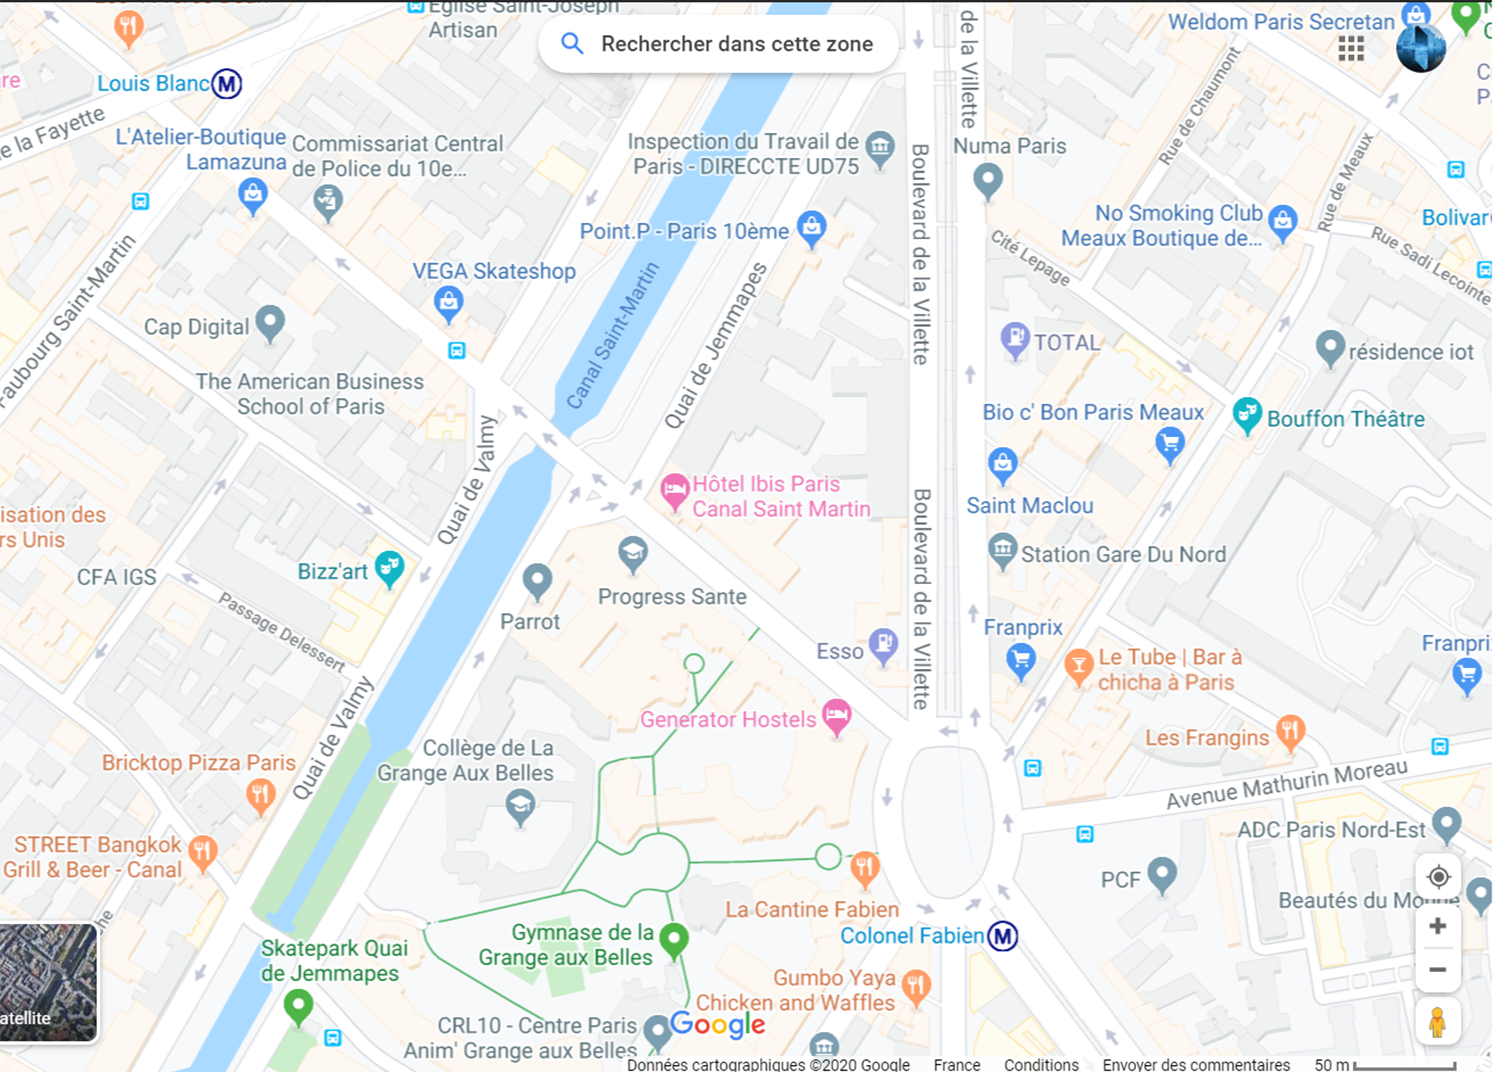 Eglise Saint-Joseph
Artisan
Rechercher dans cette zone
Weldom Paris Secretan
Louis Blanc
M
de la Fayette
L'Atelier-Boutique
Lamazuna
Commissariat Central
de Police du 10e...
Inspection du Travail de
Paris - DIRECCTE UD75
de la Villette
Boulevard de la Villette
Numa Paris
Rue de Chaumont
Rue de Meaux
No Smoking Club
Meaux Boutique de...
Rue Sadi Lecointe
Cité Lepage
Point.P - Paris 10ème
Faubourg Saint-Martin
VEGA Skateshop
Cap Digital
Canal Saint-Martin
Quai de Jemmapes
TOTAL
résidence iot
The American Business
School of Paris
Bio c' Bon Paris Meaux
Bouffon Théâtre
Quai de Valmy
Hôtel Ibis Paris
Canal Saint Martin
Saint Maclou
isation des
rs Unis
Boulevard de la Villette
Station Gare Du Nord
CFA IGS
Bizz'art
Progress Sante
Parrot
Passage Delessert
Esso
Franprix
Franpri
Le Tube | Bar à
chicha à Paris
Quai de Valmy
Generator Hostels
Les Frangins
Collège de La
Grange Aux Belles
Bricktop Pizza Paris
Avenue Mathurin Moreau
STREET Bangkok
Grill & Beer - Canal
ADC Paris Nord-Est
PCF
Beautés du Monde
La Cantine Fabien
Colonel Fabien
M
Gymnase de la
Grange aux Belles
Skatepark Quai
de Jemmapes
Gumbo Yaya
Chicken and Waffles
atellite
CRL10 - Centre Paris
Anim' Grange aux Belles
Google
Données cartographiques ©2020 Google France Conditions Envoyer des commentaires 50 m